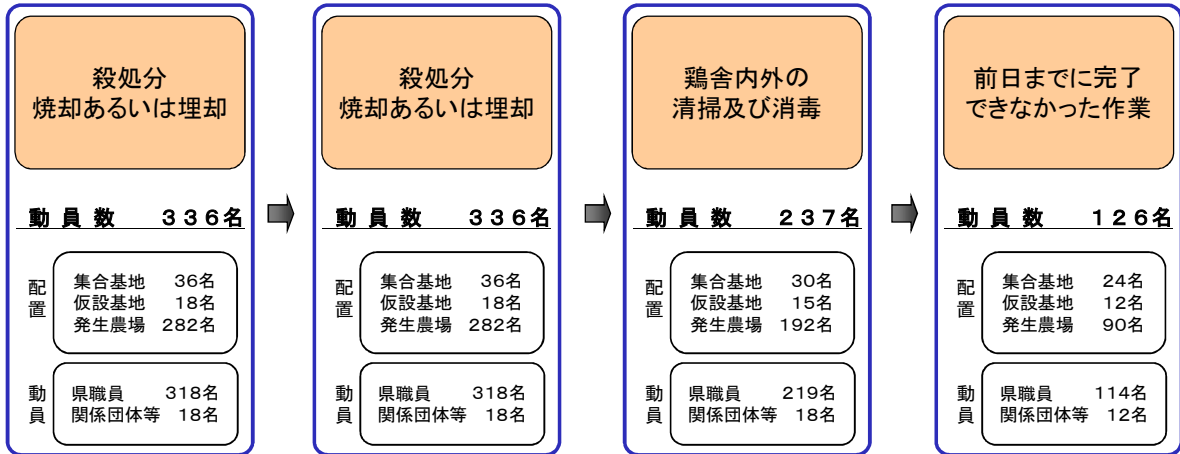 殺処分
焼却あるいは埋却
動員数 336名
配置
集合基地 36名
仮設基地 18名
発生農場 282名
動員
県職員 318名
関係団体等 18名
殺処分
焼却あるいは埋却
動員数 336名
配置
集合基地 36名
仮設基地 18名
発生農場 282名
動員
県職員 318名
関係団体等 18名
鶏舎内外の
清掃及び消毒
動員数 237名
配置
集合基地 30名
仮設基地 15名
発生農場 192名
動員
県職員 219名
関係団体等 18名
前日までに完了
できなかった作業
動員数 126名
配置
集合基地 24名
仮設基地 12名
発生農場 90名
動員
県職員 114名
関係団体等 12名